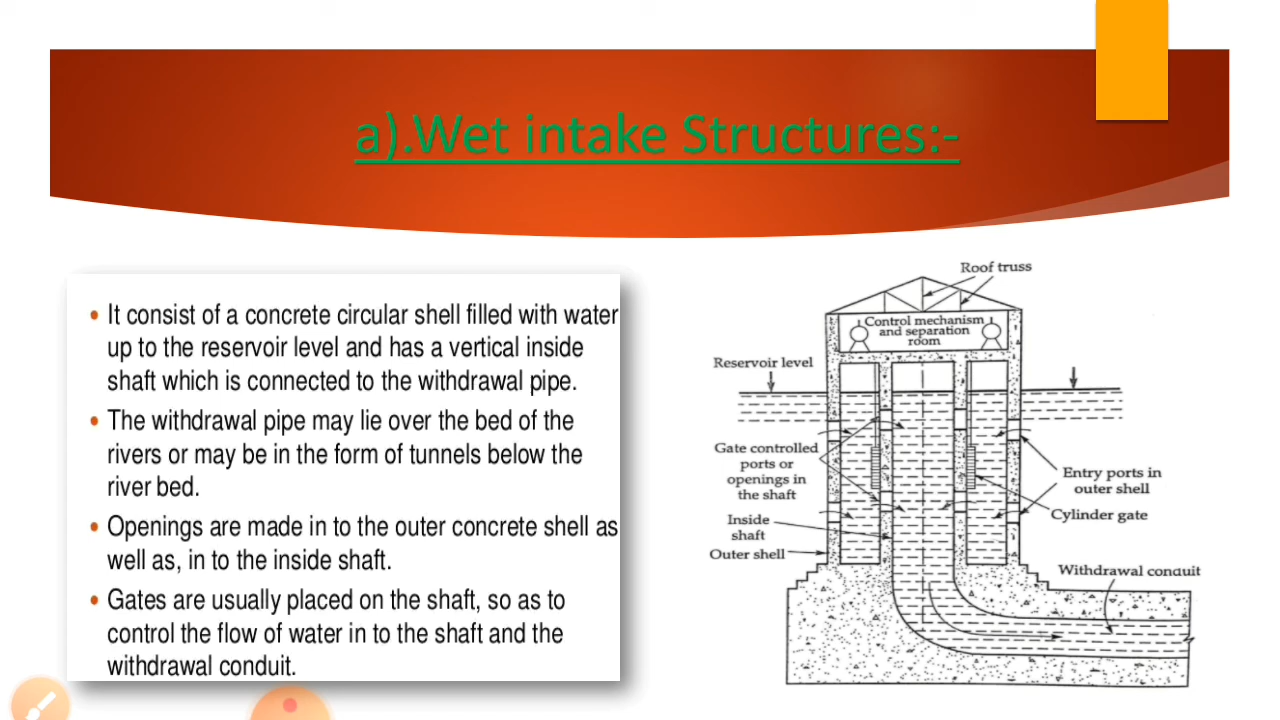 a).Wet intake Structures:-
• It consist of a concrete circular shell filled with water
up to the reservoir level and has a vertical inside
shaft which is connected to the withdrawal pipe.
• The withdrawal pipe may lie over the bed of the
rivers or may be in the form of tunnels below the
river bed.
• Openings are made in to the outer concrete shell as
well as, in to the inside shaft.
• Gates are usually placed on the shaft, so as to
control the flow of water in to the shaft and the
withdrawal conduit.
Roof truss
Control mechanism
and separation
room
Reservoir level
Gate controlled
ports or
openings in
the shaft
Inside
shaft
Outer shell
Entry ports in
outer shell
Cylinder gate
Withdrawal conduit